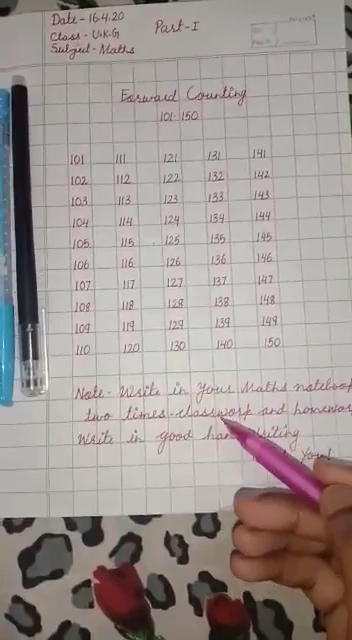 Date - 16.4.20
Class - U.K.G
Subject - Maths
Part - I
Forward Counting
101-150
101 111 121 131 141
102 112 122 132 142
103 113 123 133 143
104 114 124 134 144
105 115 125 135 145
106 116 126 136 146
107 117 127 137 147
108 118 128 138 148
109 119 129 139 149
110 120 130 140 150
Note - Write in your Maths notebook
two times - classwork and homework
Write in good handwriting
You!